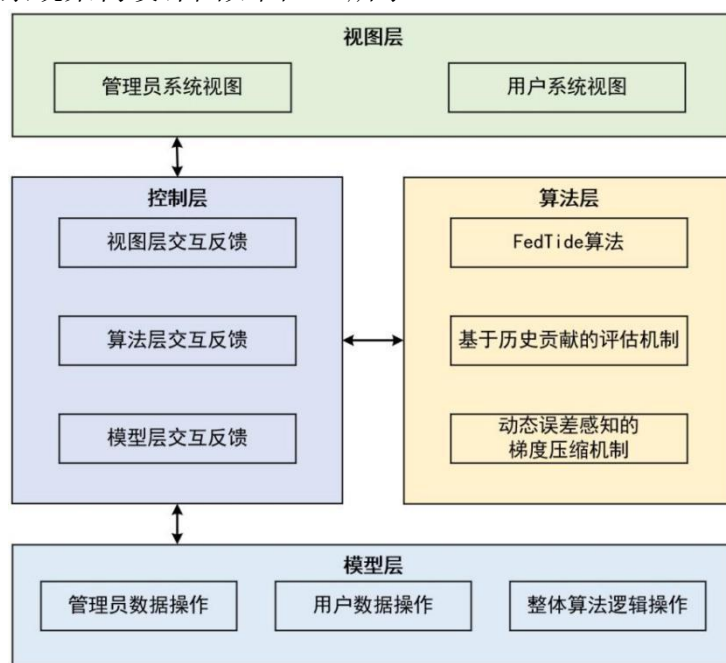 视图层
管理员系统视图
用户系统视图
控制层
视图层交互反馈
算法层交互反馈
模型层交互反馈
算法层
FedTide算法
基于历史贡献的评估机制
动态误差感知的
梯度压缩机制
模型层
管理员数据操作
用户数据操作
整体算法逻辑操作